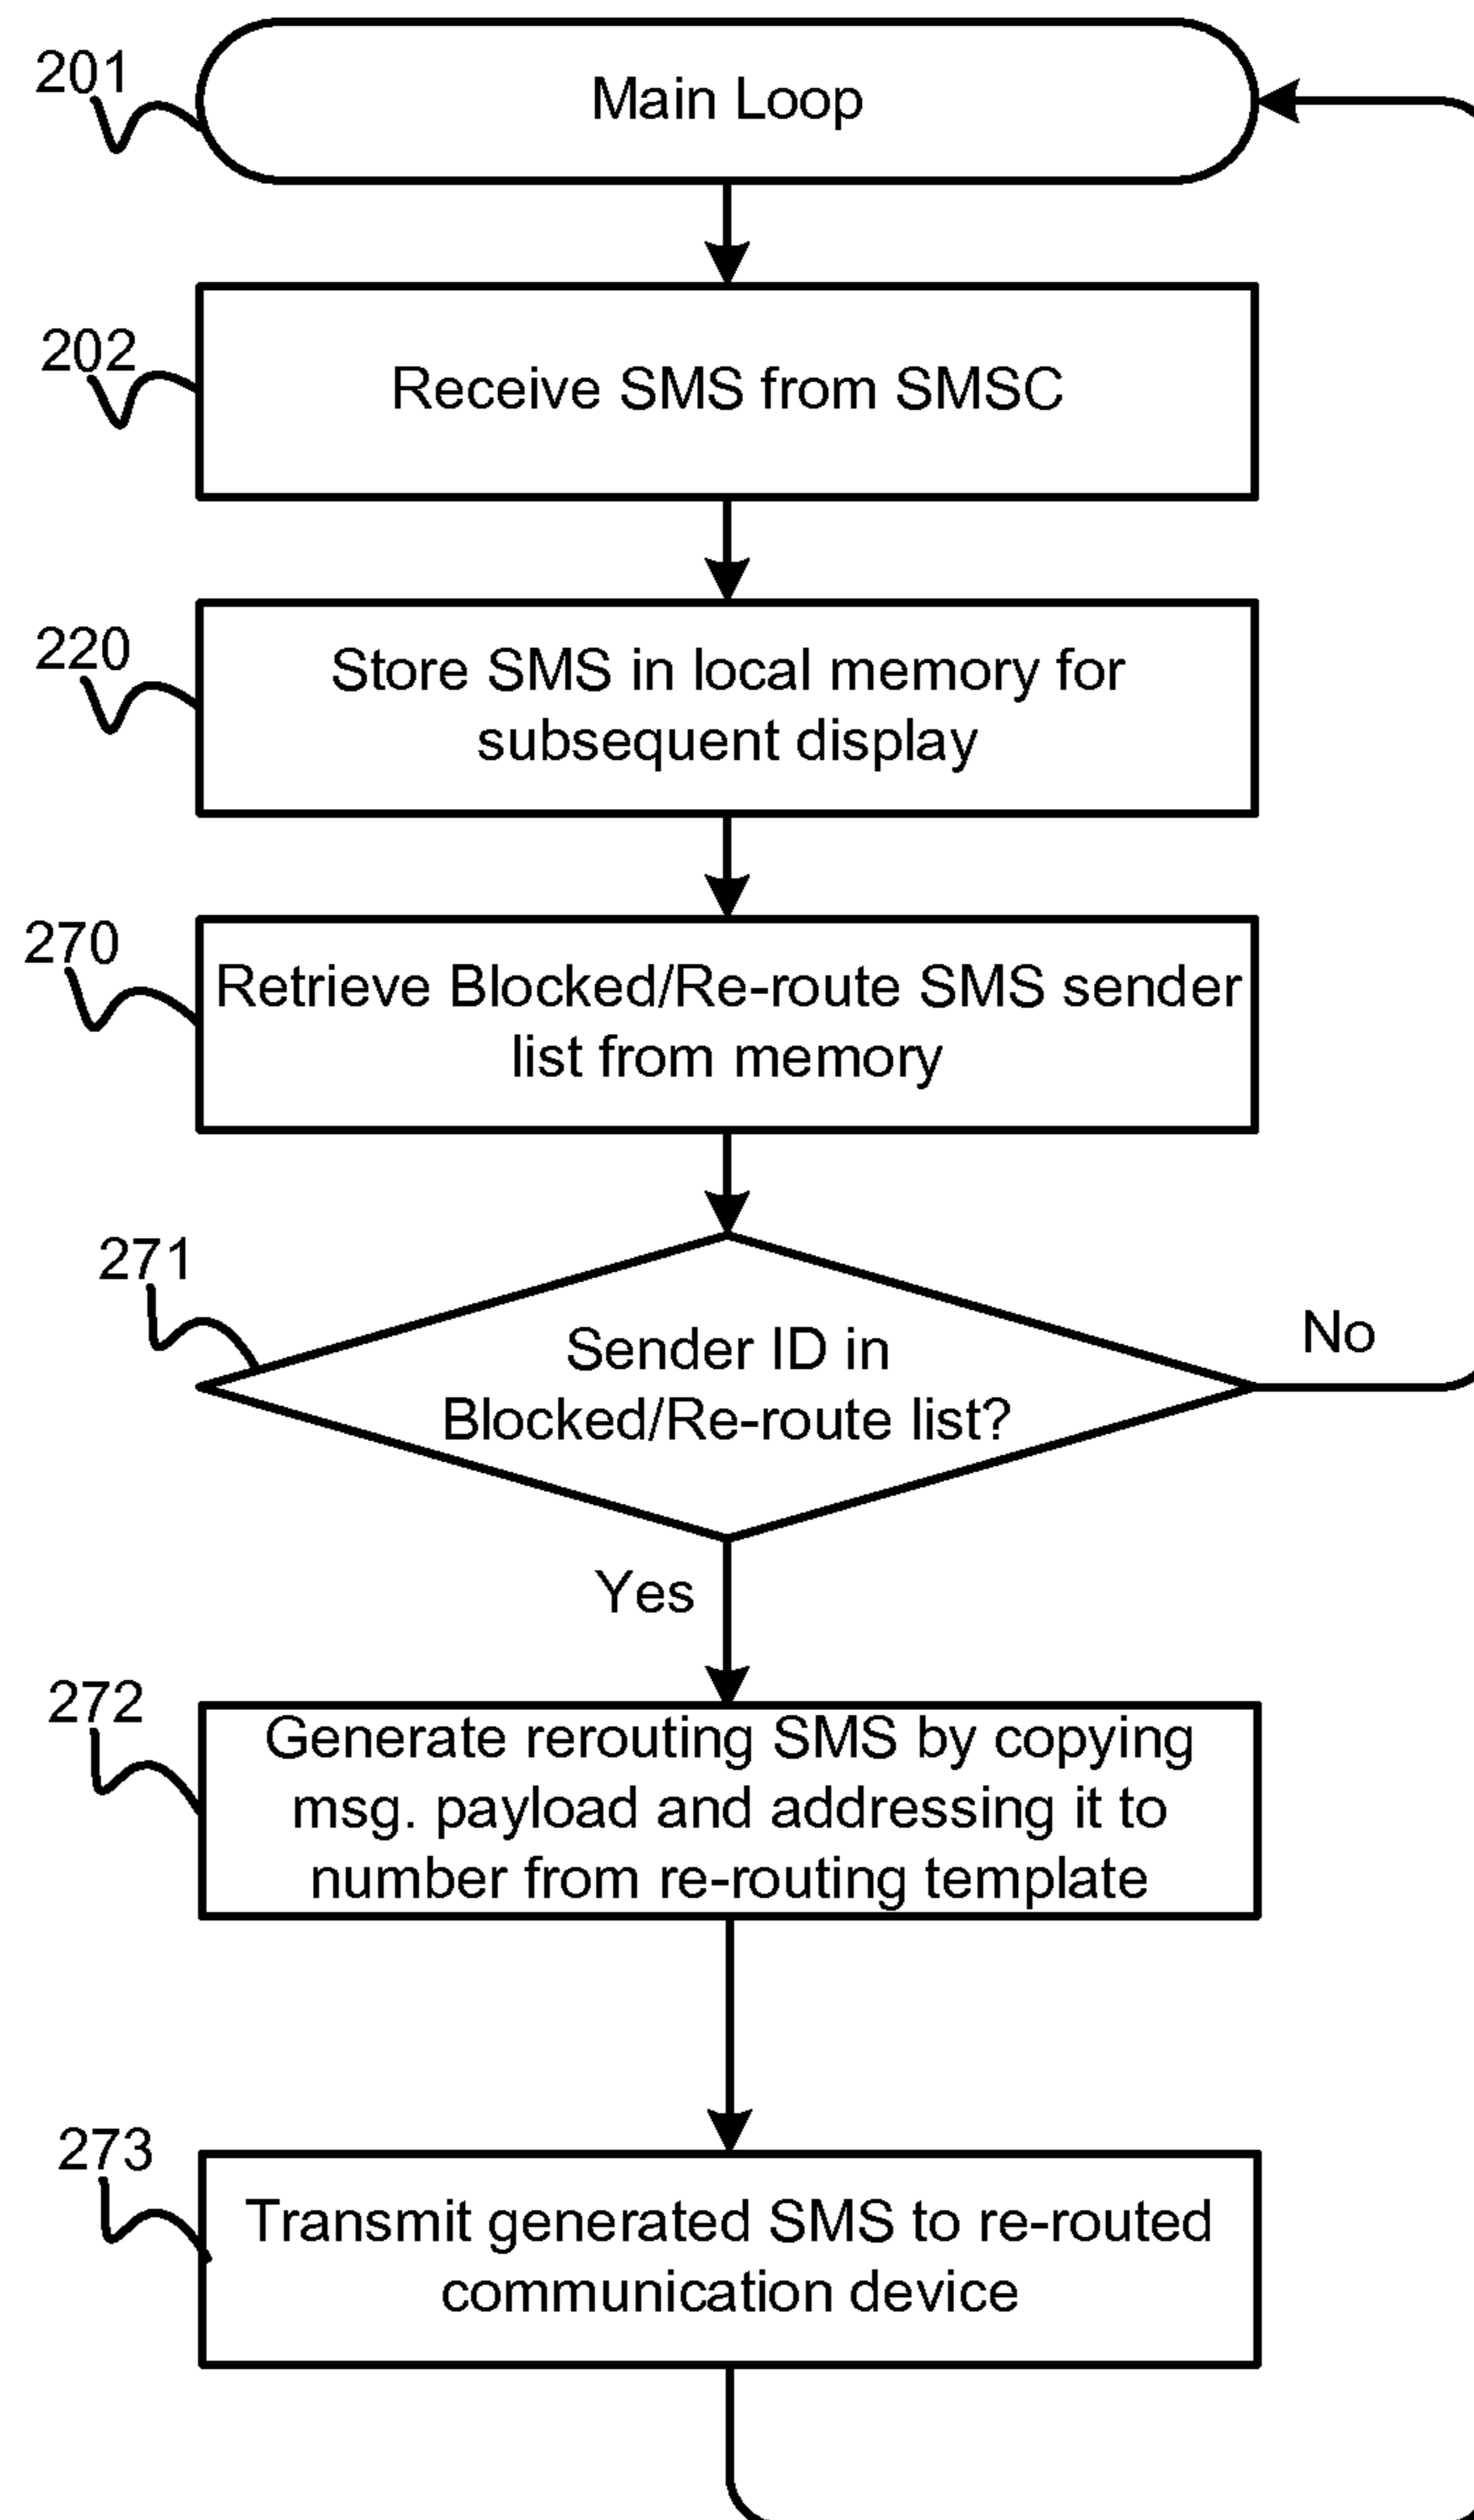 201
Main Loop
202
Receive SMS from SMSC
220
Store SMS in local memory for
subsequent display
270
Retrieve Blocked/Re-route SMS sender
list from memory
271
Sender ID in
Blocked/Re-route list?
No
Yes
272
Generate rerouting SMS by copying
msg. payload and addressing it to
number from re-routing template
273
Transmit generated SMS to re-routed
communication device